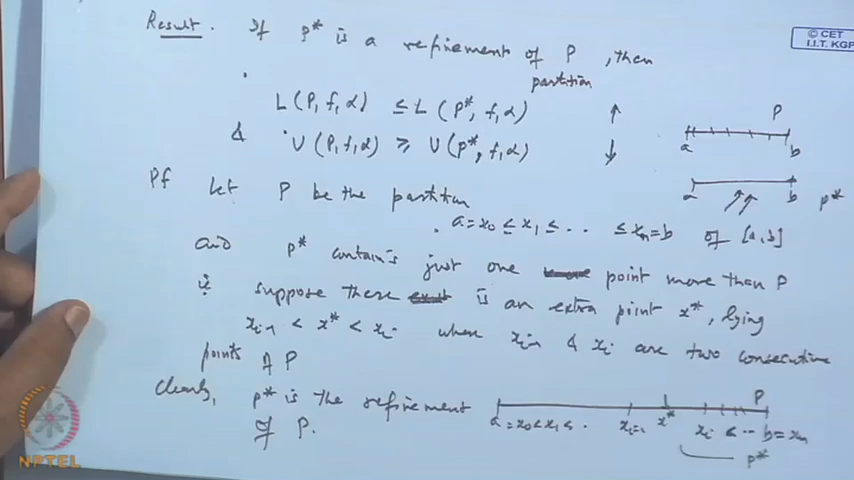 © CET
I.I.T. KGP
Result. If P* is a refinement of P, then
partition
L(P, f, α) ≤ L(P*, f, α) ↑
& U(P, f, α) ≥ U(P*, f, α) ↓
P
a b
a b P*
Pf Let P be the partition
a = x₀ ≤ x₁ ≤ ... ≤ xₙ = b of [a, b]
and P* contains just one point more than P
ie suppose there is an extra point x*, lying
xᵢ₋₁ < x* < xᵢ where xᵢ₋₁ & xᵢ are two consecutive
points of P
Clearly, P* is the refinement
of P.
P
a = x₀ < x₁ < . xᵢ₋₁ x* xᵢ < ... b = xₙ
P*
NPTEL